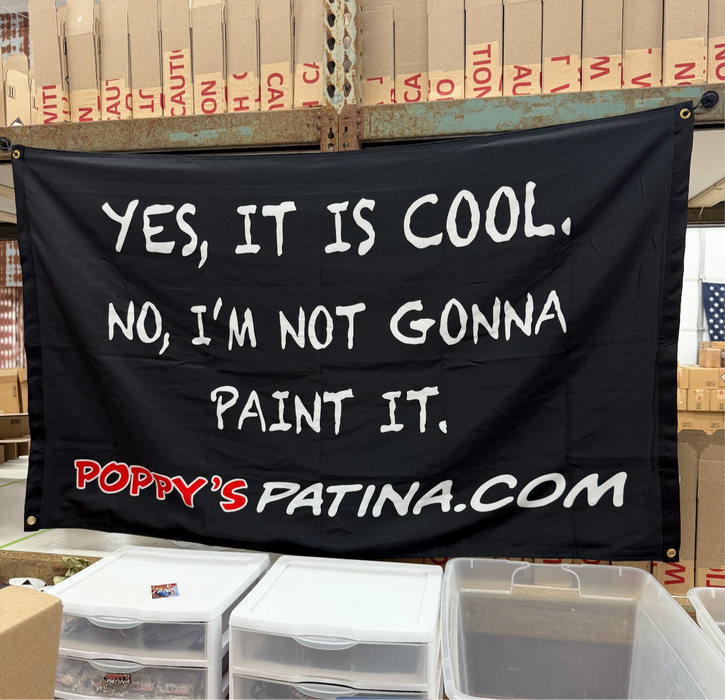 YES, IT IS COOL.
NO, I'M NOT GONNA
PAINT IT.
POPPY'S PATINA.COM